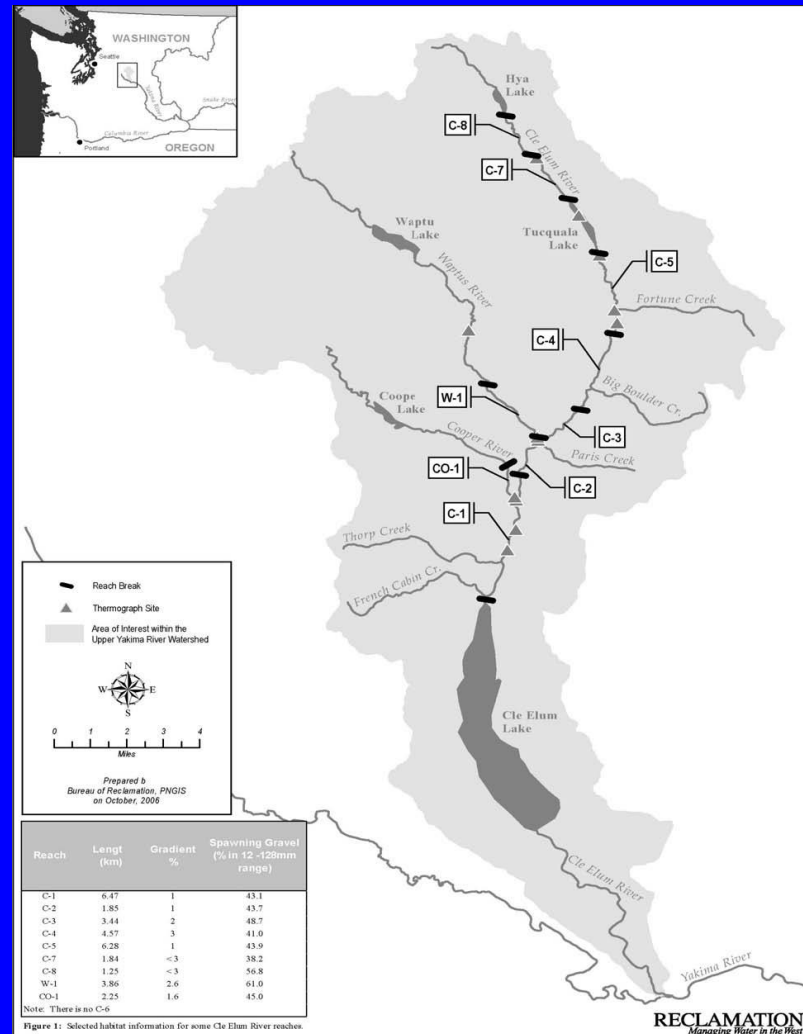 WASHINGTON
Seattle
Yakima River
Snake River
Columbia River
Portland
OREGON
Hya
Lake
C-8
Cle Elum River
C-7
Waptu
Lake
Tucquala
Lake
C-5
Waptus River
Fortune Creek
C-4
Big Boulder Cr.
W-1
Coope
Lake
C-3
Cooper River
Paris Creek
CO-1
C-2
C-1
Thorp Creek
French Cabin Cr.
Reach Break
Thermograph Site
Area of Interest within the
Upper Yakima River Watershed
N
W E
S
0 1 2 3 4
Miles
Prepared b
Bureau of Reclamation, PNGIS
on October, 2006
Cle Elum
Lake
Cle Elum River
Yakima River
Reach Lengt (km) Gradient % Spawning Gravel (% in 12 -128mm range)
C-1 6.47 1 43.1
C-2 1.85 1 43.7
C-3 3.44 2 48.7
C-4 4.57 3 41.0
C-5 6.28 1 43.9
C-7 1.84 <3 38.2
C-8 1.25 <3 56.8
W-1 3.86 2.6 61.0
CO-1 2.25 1.6 45.0
Note: There is no C-6
Figure 1: Selected habitat information for some Cle Elum River reaches.
RECLAMATION
Managing Water in the West